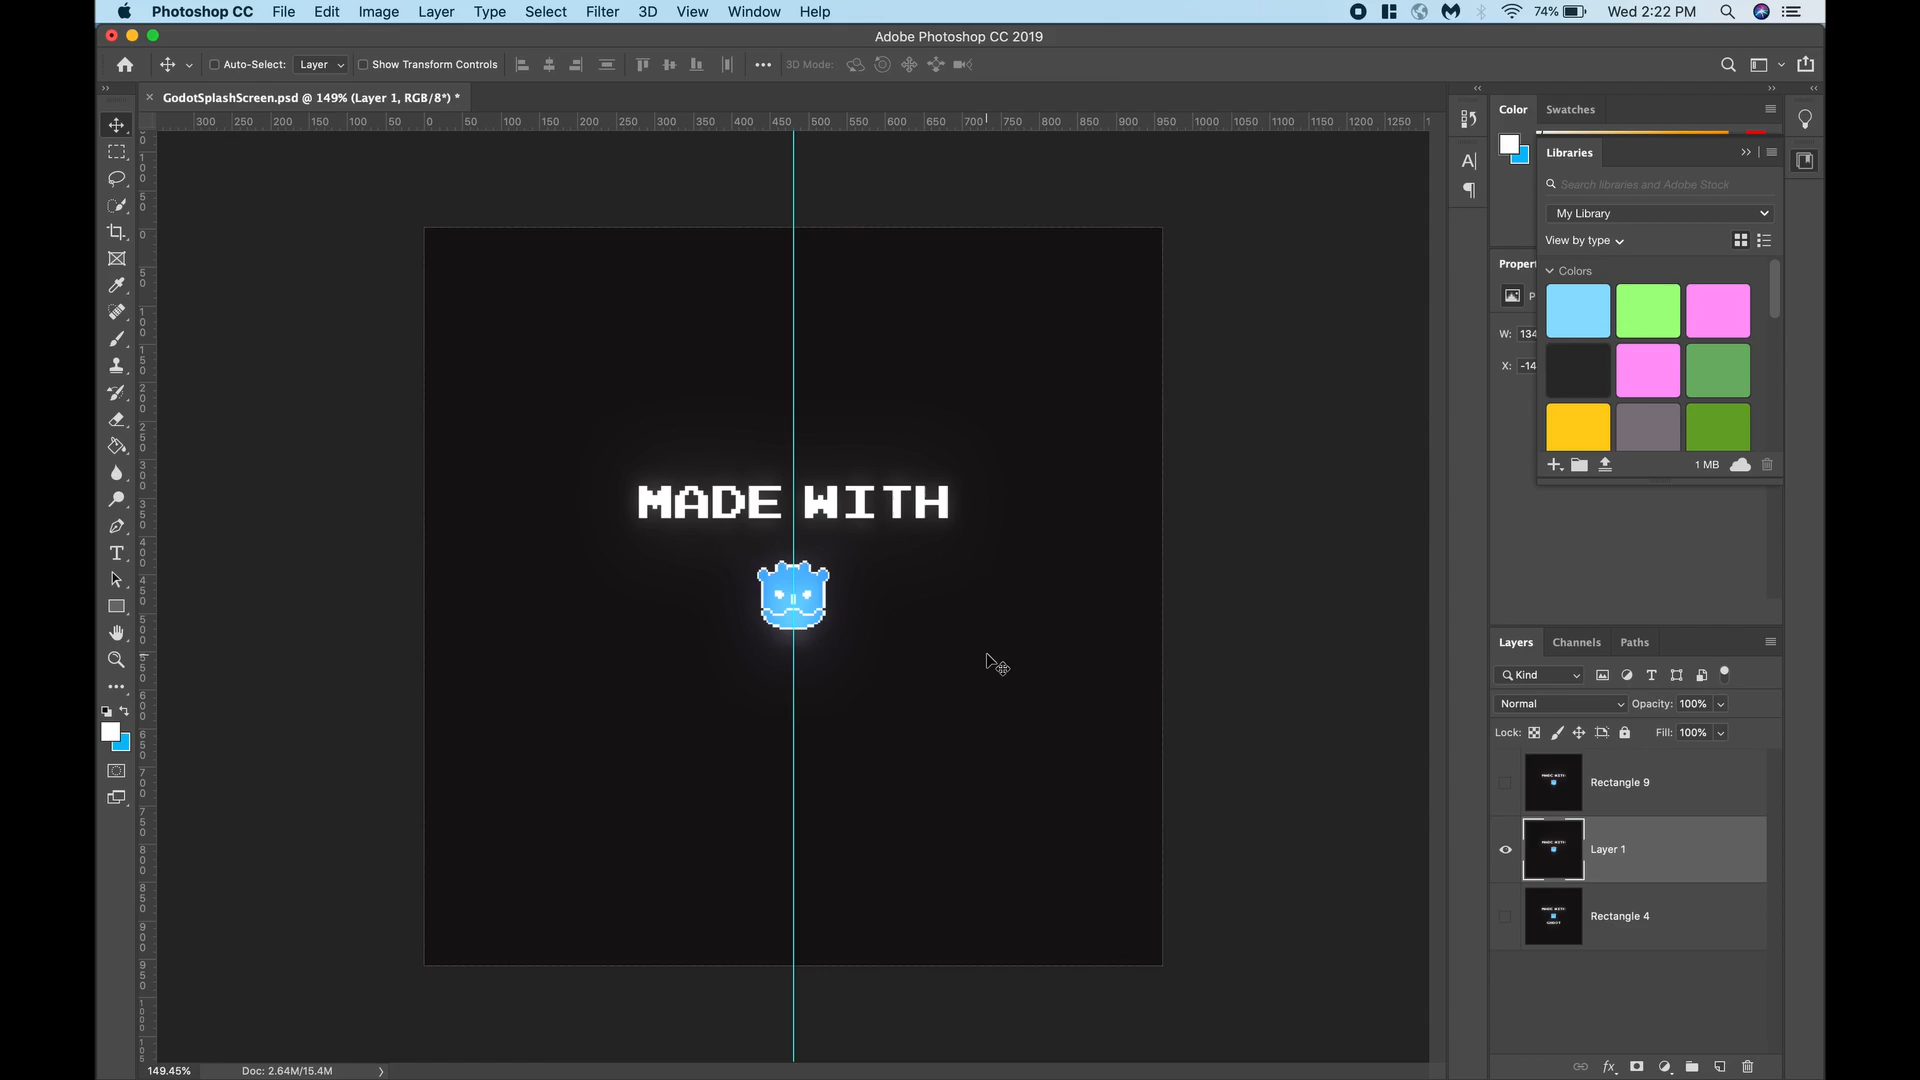 Photoshop CC File Edit Image Layer Type Select Filter 3D View Window Help 74% Wed 2:22 PM
Adobe Photoshop CC 2019
Auto-Select: Layer Show Transform Controls 3D Mode:
GodotSplashScreen.psd @ 149% (Layer 1, RGB/8*) *
300 250 200 150 100 50 0 50 100 150 200 250 300 350 400 450 500 550 600 650 700 750 800 850 900 950 1000 1050 1100 1150 1200 1250
Color Swatches
Libraries
Search libraries and Adobe Stock
My Library
View by type
Colors
1 MB
Propert
P
W: 134
X: -14
MADE WITH
Layers Channels Paths
Kind
Normal Opacity: 100%
Lock: Fill: 100%
Rectangle 9
Layer 1
Rectangle 4
149.45% Doc: 2.64M/15.4M